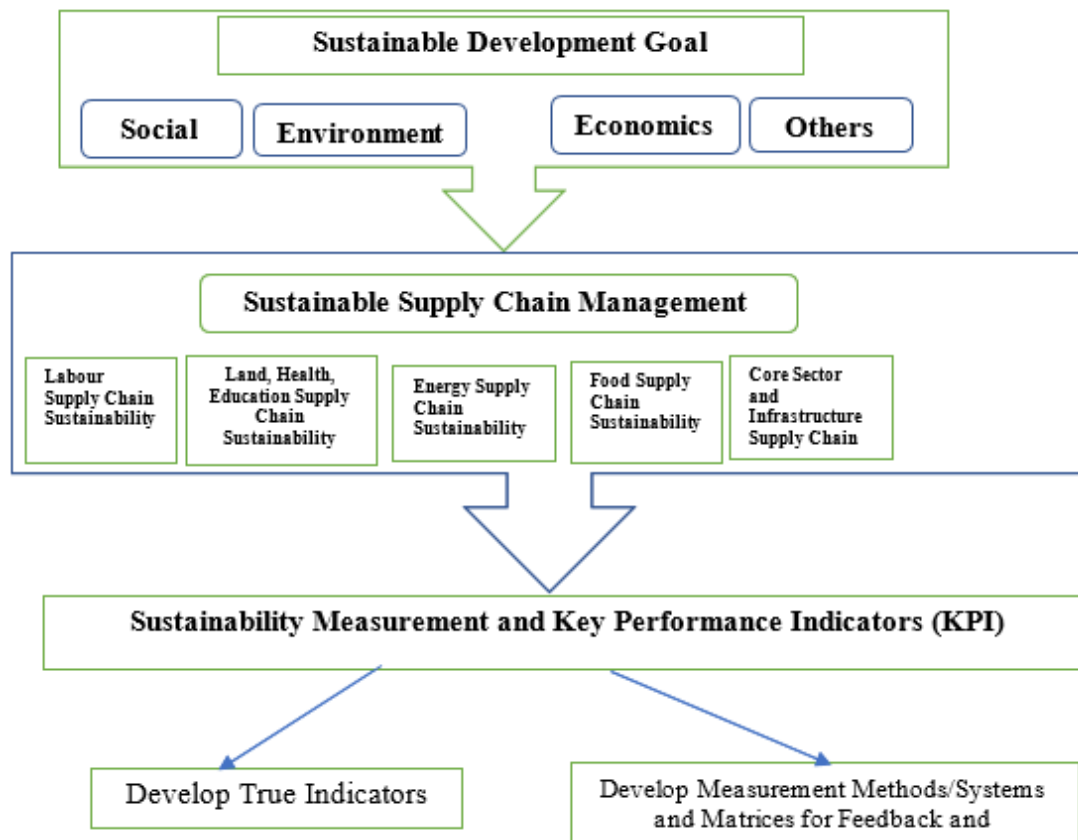 Sustainable Development Goal
Social
Environment
Economics
Others
Sustainable Supply Chain Management
Labour
Supply Chain
Sustainability
Land, Health,
Education Supply
Chain
Sustainability
Energy Supply
Chain
Sustainability
Food Supply
Chain
Sustainability
Core Sector
and
Infrastructure
Supply Chain
Sustainability Measurement and Key Performance Indicators (KPI)
Develop True Indicators
Develop Measurement Methods/Systems
and Matrices for Feedback and